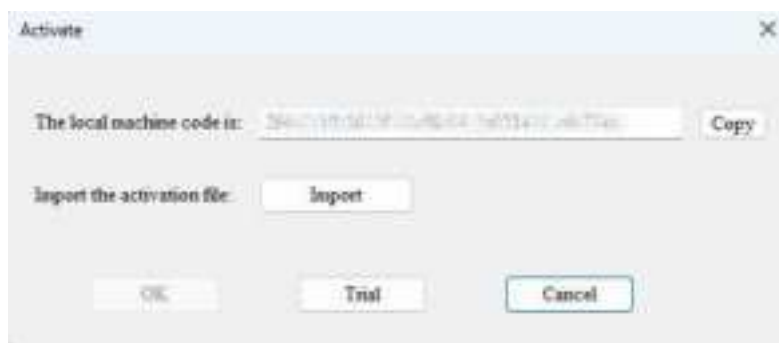 Activate
The local machine code is: Copy
Import the activation file: Import
OK Trial Cancel